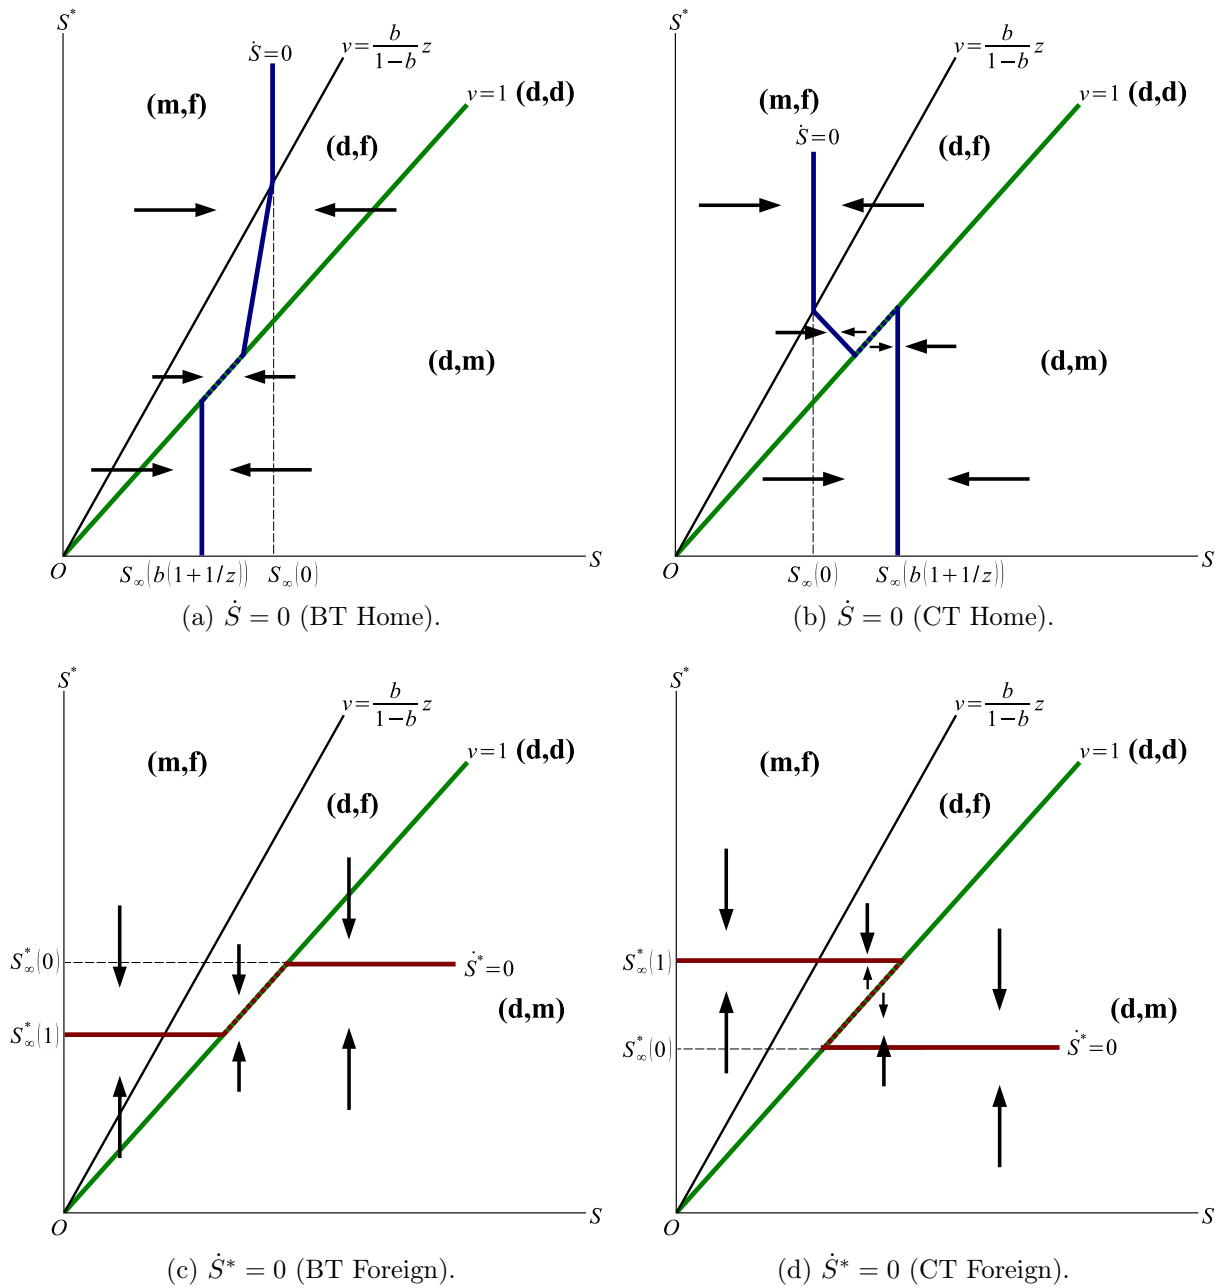 S*
Ṡ=0
v = b/(1−b) z
(m,f)
v=1 (d,d)
(d,f)
(d,m)
O
S∞(b(1+1/z))
S∞(0)
S
(a) Ṡ = 0 (BT Home).
S*
v = b/(1−b) z
(m,f)
Ṡ=0
v=1 (d,d)
(d,f)
(d,m)
O
S∞(0)
S∞(b(1+1/z))
S
(b) Ṡ = 0 (CT Home).
S*
v = b/(1−b) z
(m,f)
v=1 (d,d)
(d,f)
S*∞(0)
Ṡ*=0
(d,m)
S*∞(1)
O
S
(c) Ṡ* = 0 (BT Foreign).
S*
v = b/(1−b) z
(m,f)
v=1 (d,d)
(d,f)
S*∞(1)
(d,m)
S*∞(0)
Ṡ*=0
O
S
(d) Ṡ* = 0 (CT Foreign).